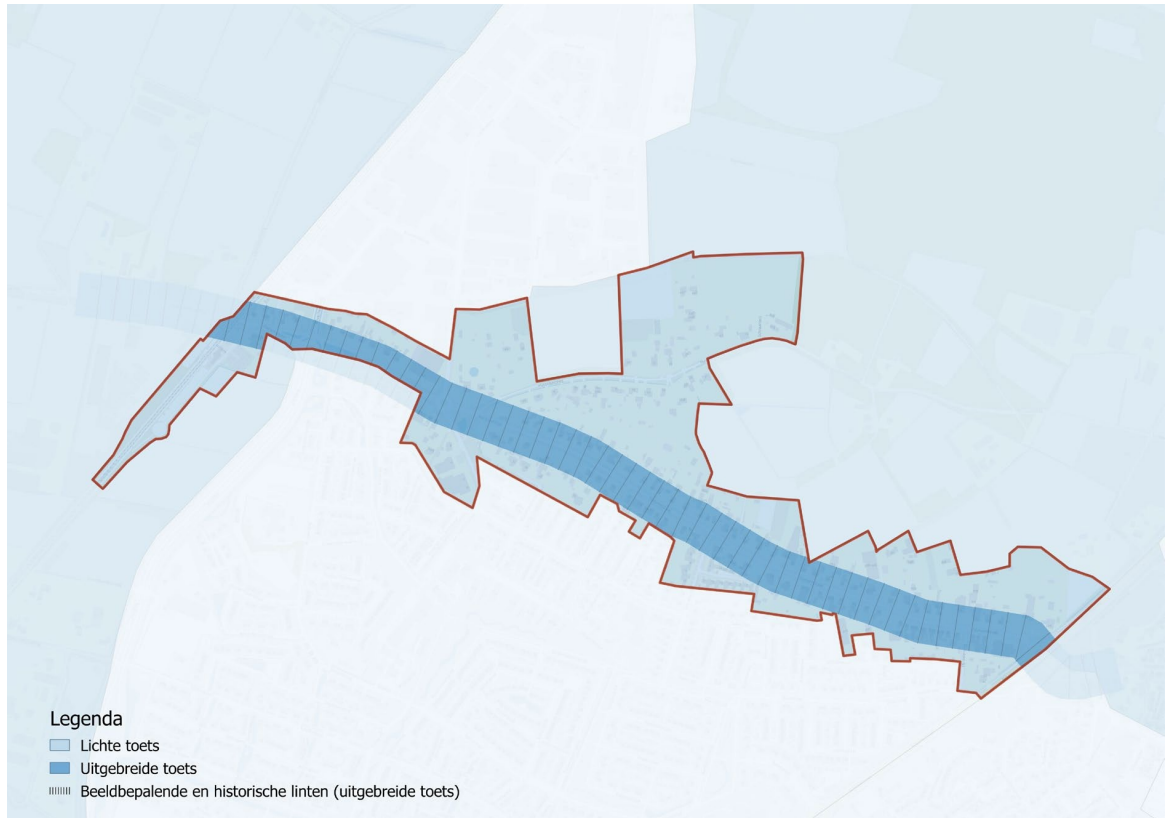 Legenda
Lichte toets
Uitgebreide toets
Beeldbepalende en historische linten (uitgebreide toets)